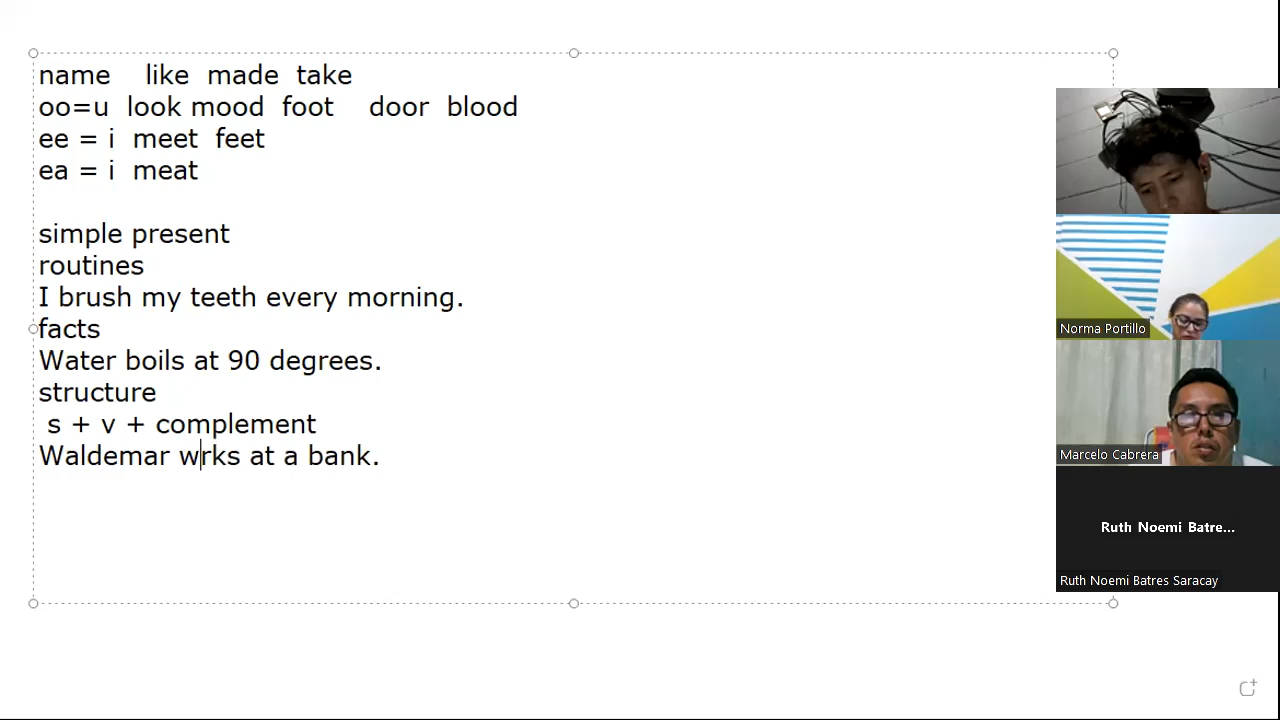 name like made take
oo=u look mood foot door blood
ee = i meet feet
ea = i meat
simple present
routines
I brush my teeth every morning.
facts
Water boils at 90 degrees.
structure
s + v + complement
Waldemar wrks at a bank.
Norma Portillo
Marcelo Cabrera
Ruth Noemi Batre...
Ruth Noemi Batres Saracay